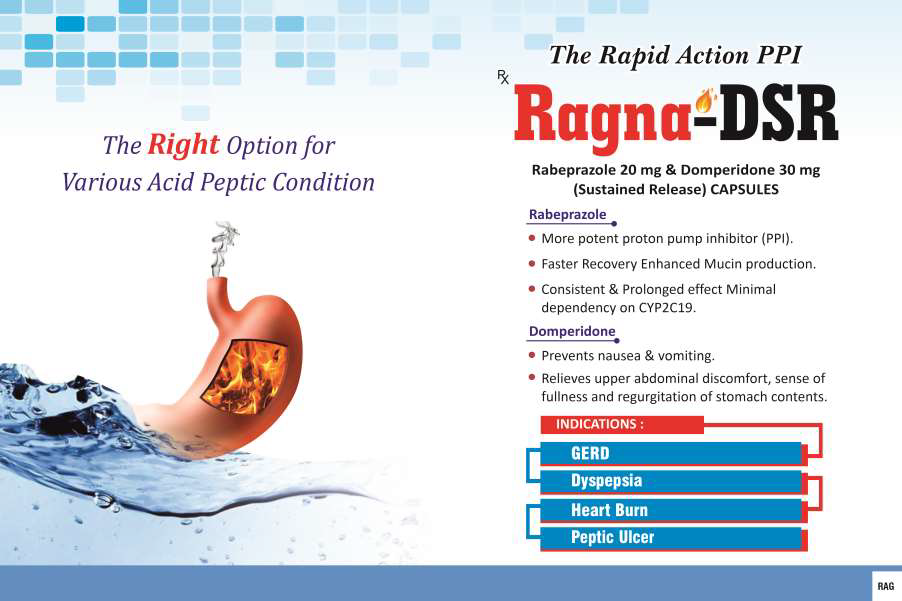 The Right Option for
Various Acid Peptic Condition
The Rapid Action PPI
Rx
Ragna-DSR
Rabeprazole 20 mg & Domperidone 30 mg
(Sustained Release) CAPSULES
Rabeprazole
• More potent proton pump inhibitor (PPI).
• Faster Recovery Enhanced Mucin production.
• Consistent & Prolonged effect Minimal
dependency on CYP2C19.
Domperidone
• Prevents nausea & vomiting.
• Relieves upper abdominal discomfort, sense of
fullness and regurgitation of stomach contents.
INDICATIONS :
GERD
Dyspepsia
Heart Burn
Peptic Ulcer
RAG